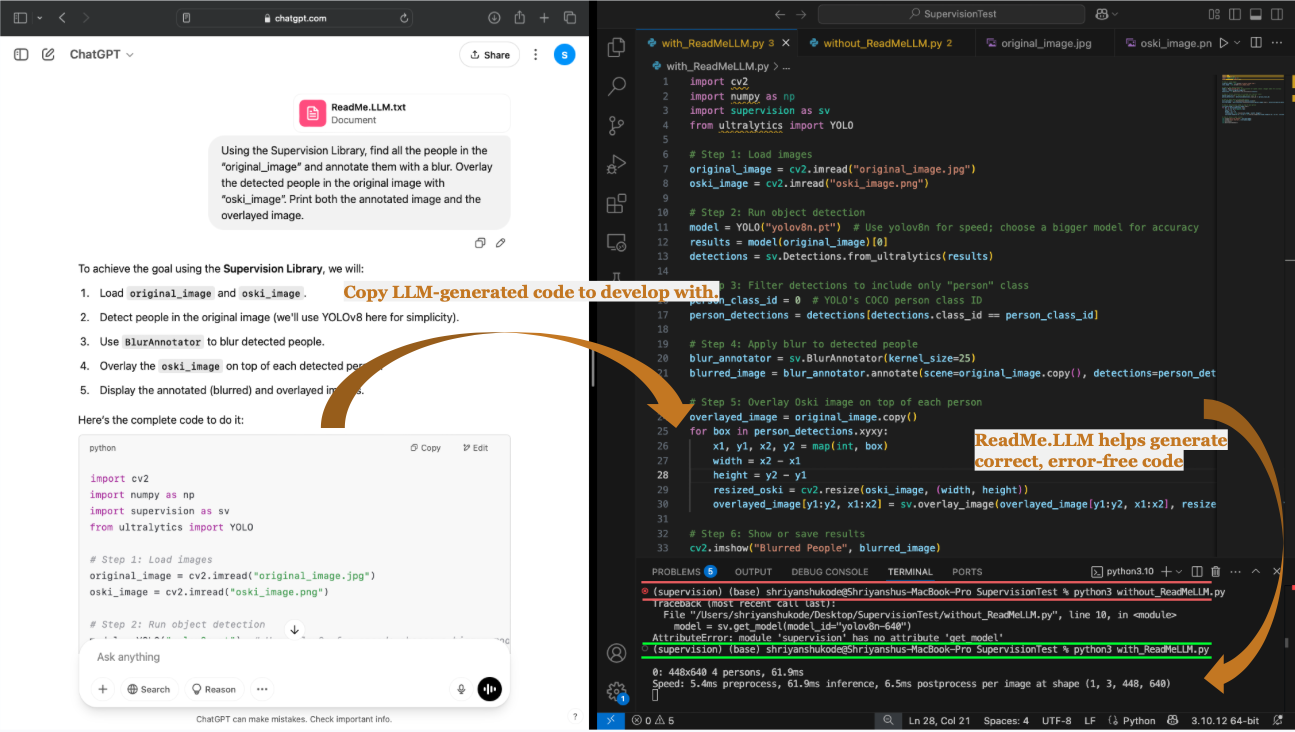 chatgpt.com
ChatGPT
Share
S
ReadMe.LLM.txt
Document
Using the Supervision Library, find all the people in the
"original_image" and annotate them with a blur. Overlay
the detected people in the original image with
"oski_image". Print both the annotated image and the
overlayed image.
To achieve the goal using the Supervision Library, we will:
1. Load original_image and oski_image.
2. Detect people in the original image (we'll use YOLOv8 here for simplicity).
3. Use BlurAnnotator to blur detected people.
4. Overlay the oski_image on top of each detected
5. Display the annotated (blurred) and overlayed
Here's the complete code to do it:
python
Copy
Edit
import cv2
import numpy as np
import supervision as sv
from ultralytics import YOLO
# Step 1: Load images
original_image = cv2.imread("original_image.jpg")
oski_image = cv2.imread("oski_image.png")
# Step 2: Run object detection
Ask anything
Search
Reason
ChatGPT can make mistakes. Check important info.
?
Copy LLM-generated code to develop with.
SupervisionTest
with_ReadMeLLM.py 3
without_ReadMeLLM.py 2
original_image.jpg
oski_image.pn
with_ReadMeLLM.py > ...
1 import cv2
2 import numpy as np
3 import supervision as sv
4 from ultralytics import YOLO
5
6 # Step 1: Load images
7 original_image = cv2.imread("original_image.jpg")
8 oski_image = cv2.imread("oski_image.png")
9
10 # Step 2: Run object detection
11 model = YOLO("yolov8n.pt") # Use yolov8n for speed; choose a bigger model for accuracy
12 results = model(original_image)[0]
13 detections = sv.Detections.from_ultralytics(results)
14
3: Filter detections to include only "person" class
person_class_id = 0 # YOLO's COCO person class ID
17 person_detections = detections[detections.class_id == person_class_id]
18
19 # Step 4: Apply blur to detected people
20 blur_annotator = sv.BlurAnnotator(kernel_size=25)
21 blurred_image = blur_annotator.annotate(scene=original_image.copy(), detections=person_det
# Step 5: Overlay Oski image on top of each person
overlayed_image = original_image.copy()
25 for box in person_detections.xyxy:
26 x1, y1, x2, y2 = map(int, box)
27 width = x2 - x1
28 height = y2 - y1
29 resized_oski = cv2.resize(oski_image, (width, height))
30 overlayed_image[y1:y2, x1:x2] = sv.overlay_image(overlayed_image[y1:y2, x1:x2], resize
31
32 # Step 6: Show or save results
33 cv2.imshow("Blurred People", blurred_image)
ReadMe.LLM helps generate
correct, error-free code
PROBLEMS 5
OUTPUT
DEBUG CONSOLE
TERMINAL
PORTS
python3.10
(supervision) (base) shriyanshukode@Shriyanshus-MacBook-Pro SupervisionTest % python3 without_ReadMeLLM.py
Traceback (most recent call last):
File "/Users/shriyanshukode/Desktop/SupervisionTest/without_ReadMeLLM.py", line 10, in <module>
model = sv.get_model(model_id="yolov8n-640")
AttributeError: module 'supervision' has no attribute 'get_model'
(supervision) (base) shriyanshukode@Shriyanshus-MacBook-Pro SupervisionTest % python3 with_ReadMeLLM.py
0: 448x640 4 persons, 61.9ms
Speed: 5.4ms preprocess, 61.9ms inference, 6.5ms postprocess per image at shape (1, 3, 448, 640)
1
0 5
Ln 28, Col 21
Spaces: 4
UTF-8
LF
Python
3.10.12 64-bit